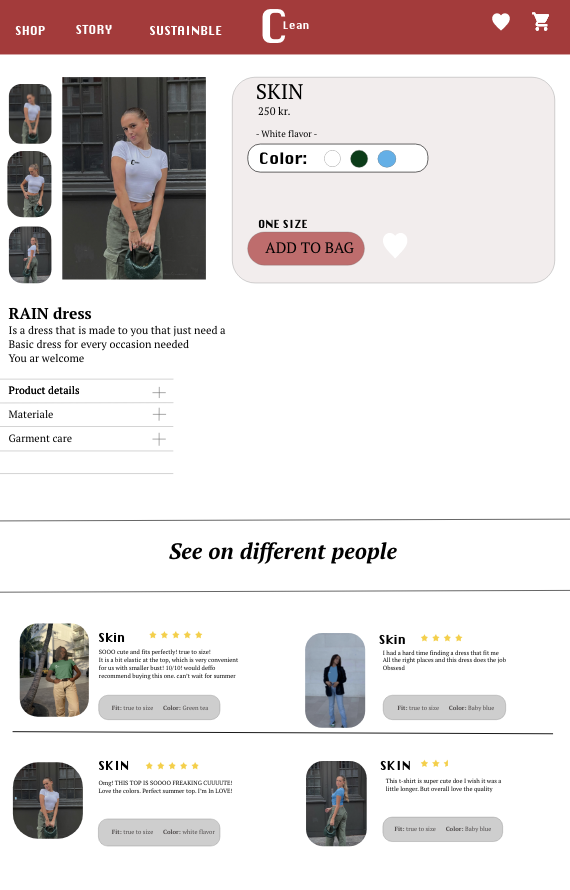 SHOP STORY SUSTAINBLE CLean
SKIN
250 kr.
- White flavor -
Color:
ONE SIZE
ADD TO BAG
RAIN dress
Is a dress that is made to you that just need a
Basic dress for every occasion needed
You ar welcome
Product details
Materiale
Garment care
See on different people
Skin
SOOO cute and fits perfectly! true to size!
It is a bit elastic at the top, which is very convenient
for us with smaller bust! 10/10! would deffo
recommend buying this one. can't wait for summer
Fit: true to size Color: Green tea
Skin
I had a hard time finding a dress that fit me
All the right places and this dress does the job
Obsessd
Fit: true to size Color: Baby blue
SKIN
Omg! THIS TOP IS SOOOO FREAKING CUUUUTE!
Love the colors. Perfect summer top. I'm In LOVE!
Fit: true to size Color: white flavor
SKIN
This t-shirt is super cute doe I wish it was a
little longer. But overall love the quality
Fit: true to size Color: Baby blue